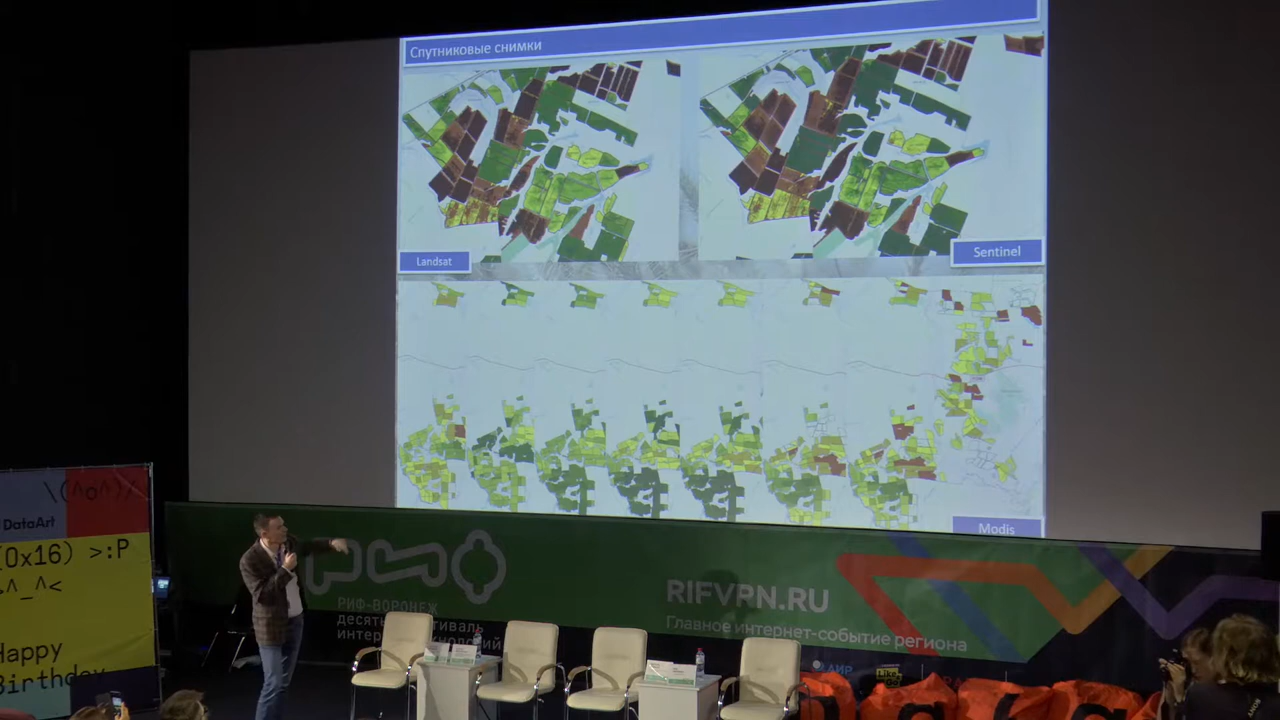 Спутниковые снимки
Landsat
Sentinel
Modis
\(^o^)/
DataArt
(0x16) >:P
^_^<
Happy
Birthday
РИФ-ВОРОНЕЖ
RIFVPN.RU
Главное интернет-событие региона